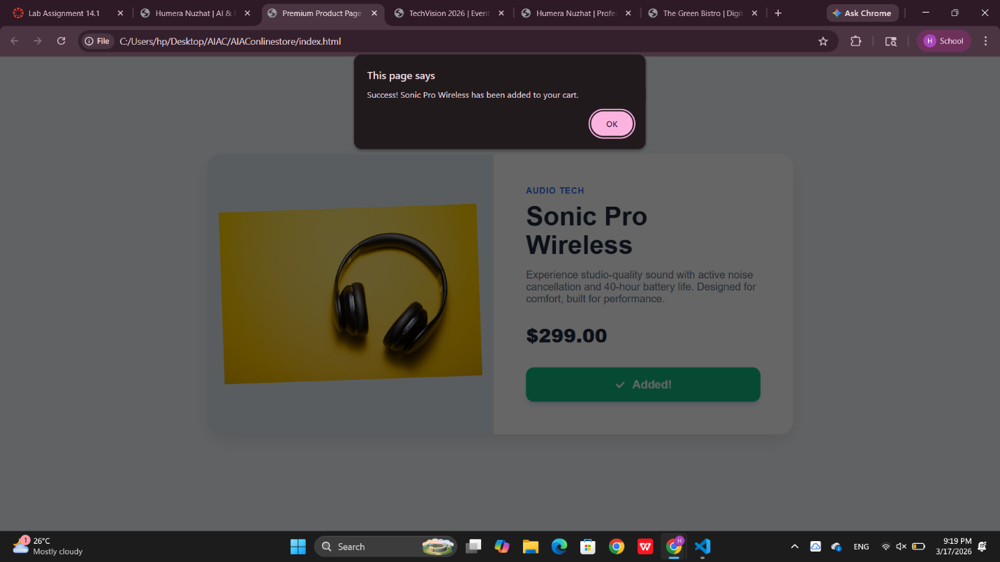 Lab Assignment 14.1
Humera Nuzhat | AI &
Premium Product Page
TechVision 2026 | Event
Humera Nuzhat | Profes
The Green Bistro | Digit
Ask Chrome
File
C:/Users/hp/Desktop/AIAC/AIAConlinestore/index.html
H
School
This page says
Success! Sonic Pro Wireless has been added to your cart.
OK
AUDIO TECH
Sonic Pro
Wireless
Experience studio-quality sound with active noise
cancellation and 40-hour battery life. Designed for
comfort, built for performance.
$299.00
Added!
1
26°C
Mostly cloudy
Search
W
H
ENG
9:19 PM
3/17/2026